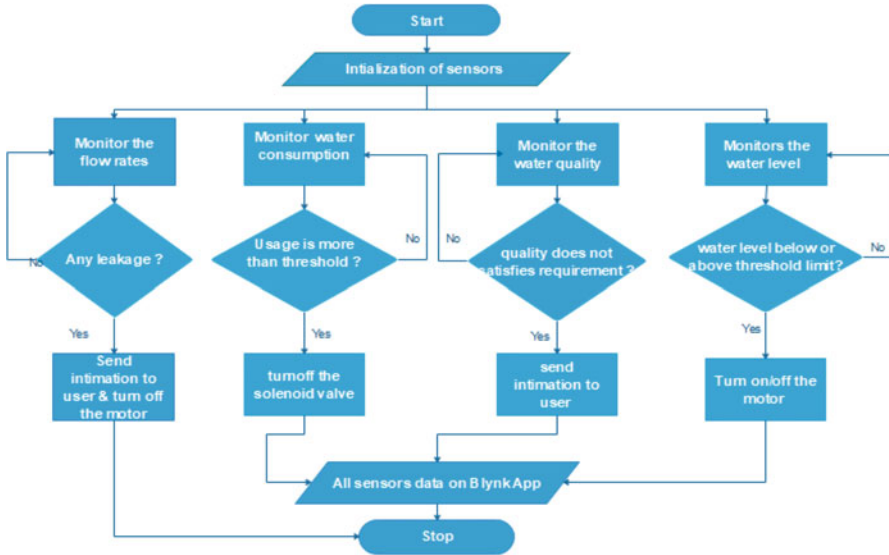 Start
Intialization of sensors
Monitor the
flow rates
Monitor water
consumption
Monitor the
water quality
Monitors the
water level
Any leakage ?
No
Usage is more
than threshold ?
No
quality does not
satisfies requirement ?
No
water level below or
above threshold limit?
No
Yes
Yes
Yes
Yes
Send
intimation to
user & turn off
the motor
turnoff the
solenoid valve
send
intimation to
user
Turn on/off the
motor
All sensors data on Blynk App
Stop